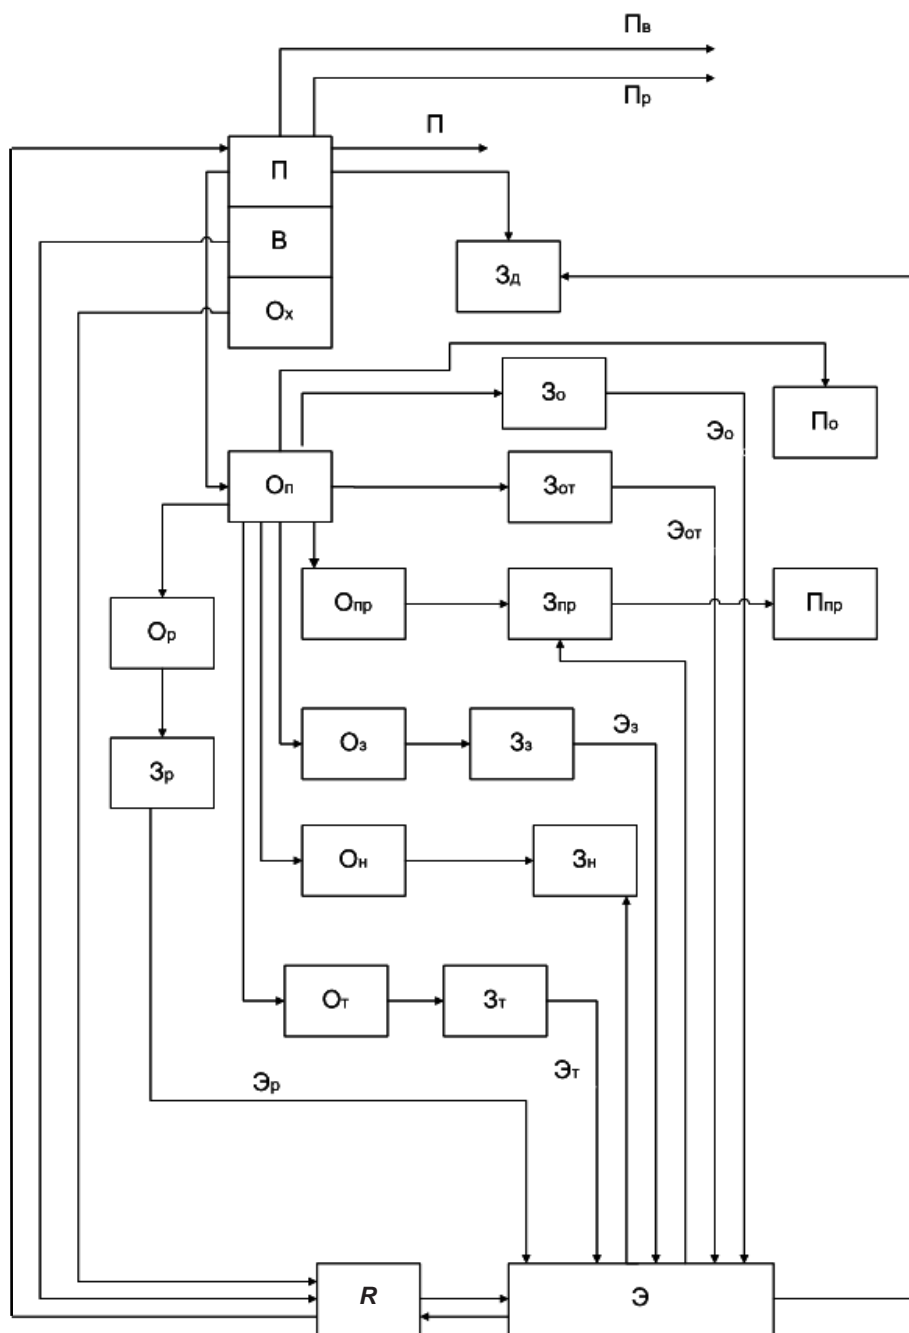 Пв
Пр
П
П
В
Зд
Ох
Зо
По
Эо
Оп
Зот
Эот
Опр
Зпр
Ппр
Ор
Оз
Зз
Эз
Зр
Он
Зн
От
Зт
Эр
Эт
R
Э